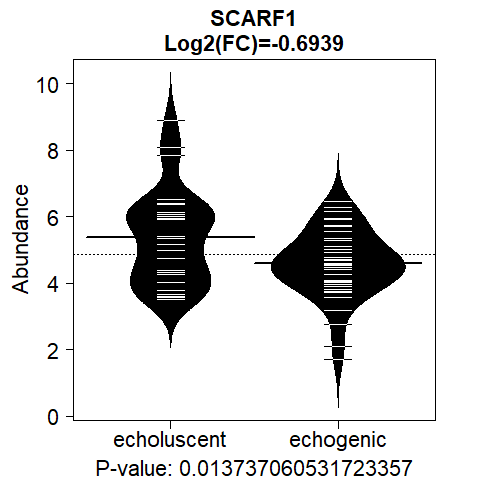 SCARF1
Log2(FC)=-0.6939
10
8
6
4
2
0
Abundance
echoluscent echogenic
P-value: 0.013737060531723357